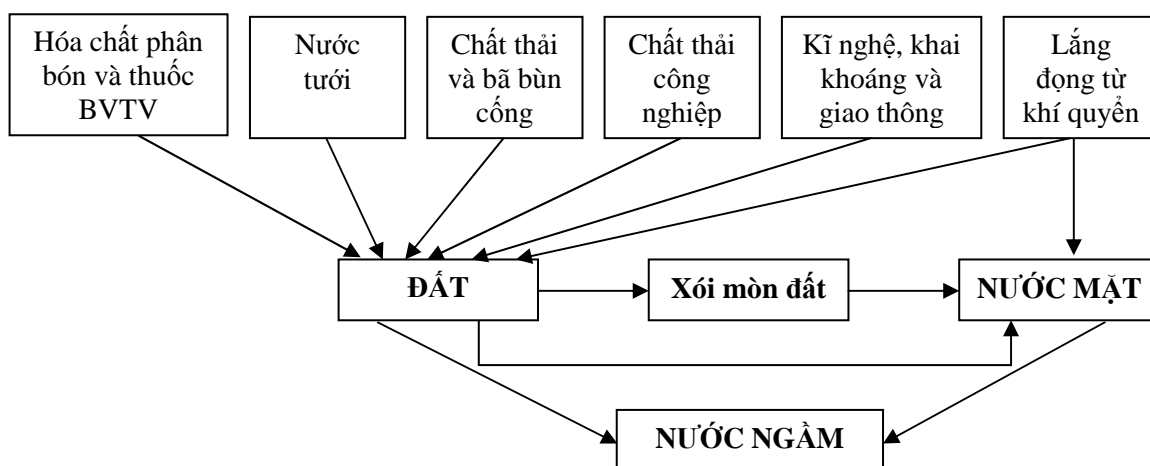 Hóa chất phân
bón và thuốc
BVTV
Nước
tưới
Chất thải
và bã bùn
cống
Chất thải
công
nghiệp
Kĩ nghệ, khai
khoáng và
giao thông
Lắng
đọng từ
khí quyển
ĐẤT
Xói mòn đất
NƯỚC MẶT
NƯỚC NGẦM